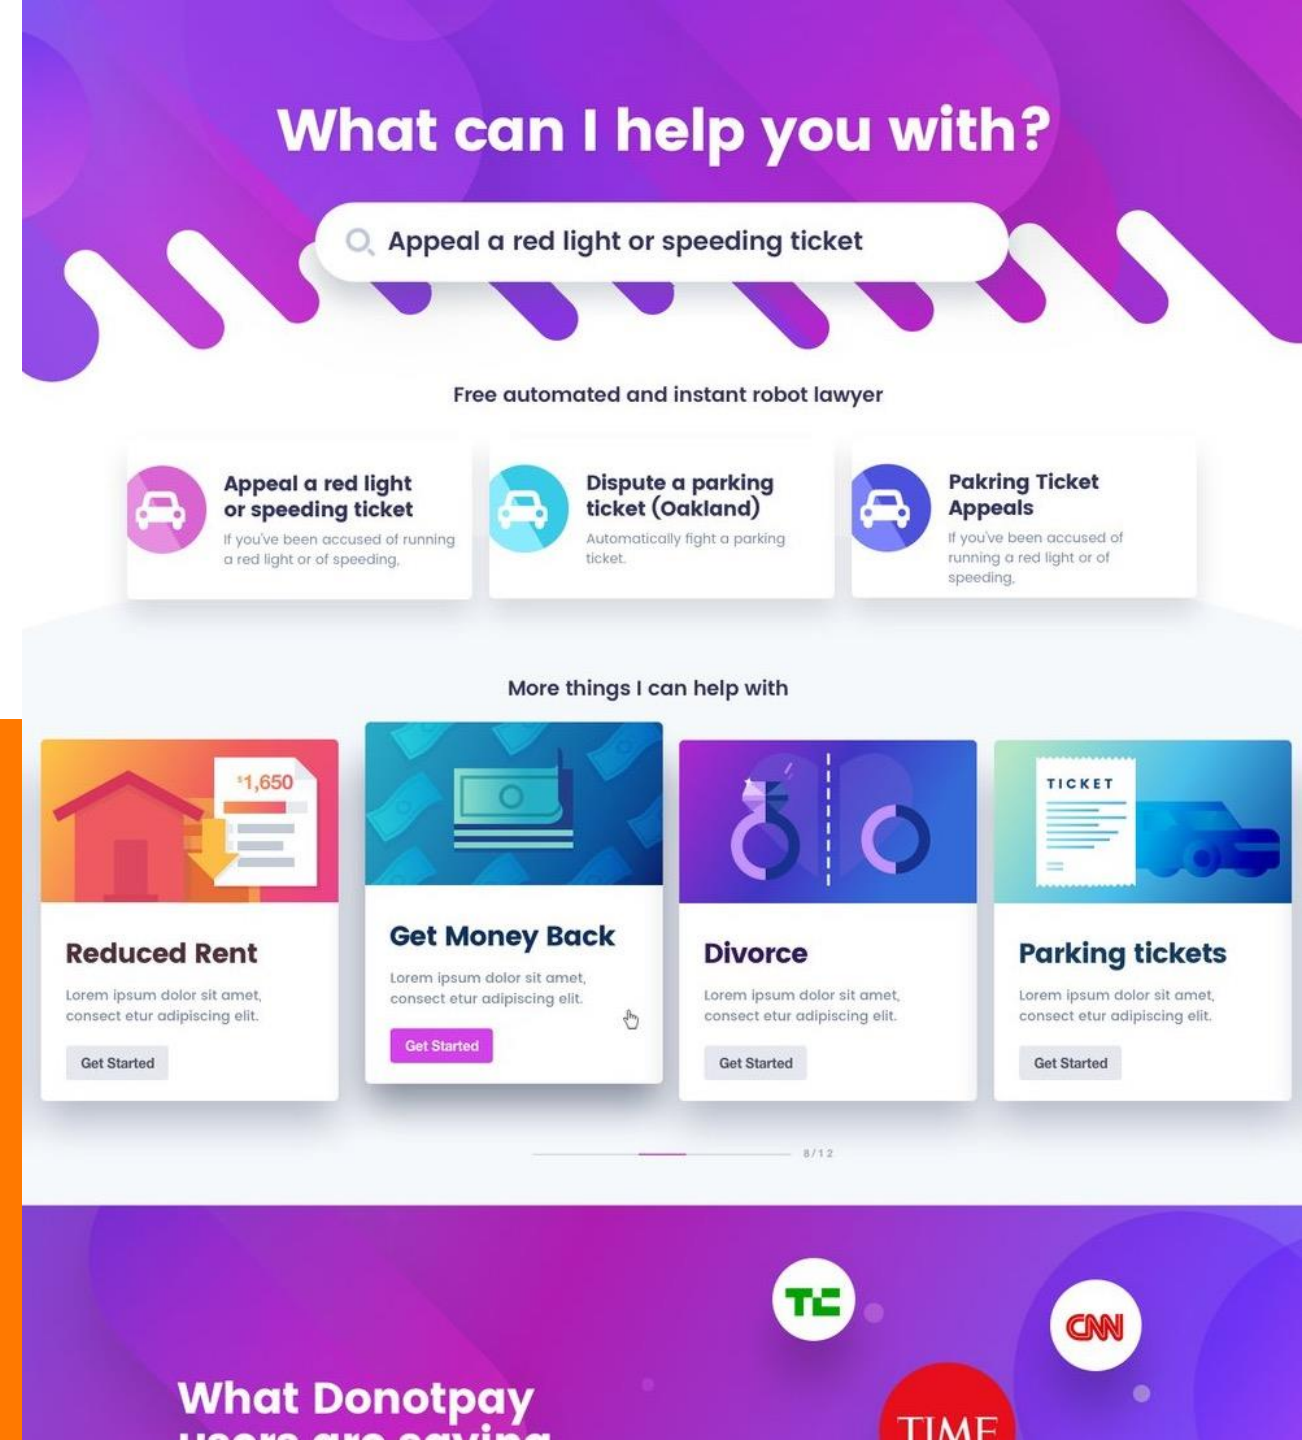 What can I help you with?
Appeal a red light or speeding ticket
Free automated and instant robot lawyer
Appeal a red light
or speeding ticket
If you've been accused of running
a red light or of speeding,
Dispute a parking
ticket (Oakland)
Automatically fight a parking
ticket.
Pakring Ticket
Appeals
If you've been accused of
running a red light or of
speeding,
More things I can help with
$1,650
Reduced Rent
Lorem ipsum dolor sit amet,
consect etur adipiscing elit.
Get Started
Get Money Back
Lorem ipsum dolor sit amet,
consect etur adipiscing elit.
Get Started
Divorce
Lorem ipsum dolor sit amet,
consect etur adipiscing elit.
Get Started
TICKET
Parking tickets
Lorem ipsum dolor sit amet,
consect etur adipiscing elit.
Get Started
8/12
TC
CNN
TIME
What Donotpay
users are saying